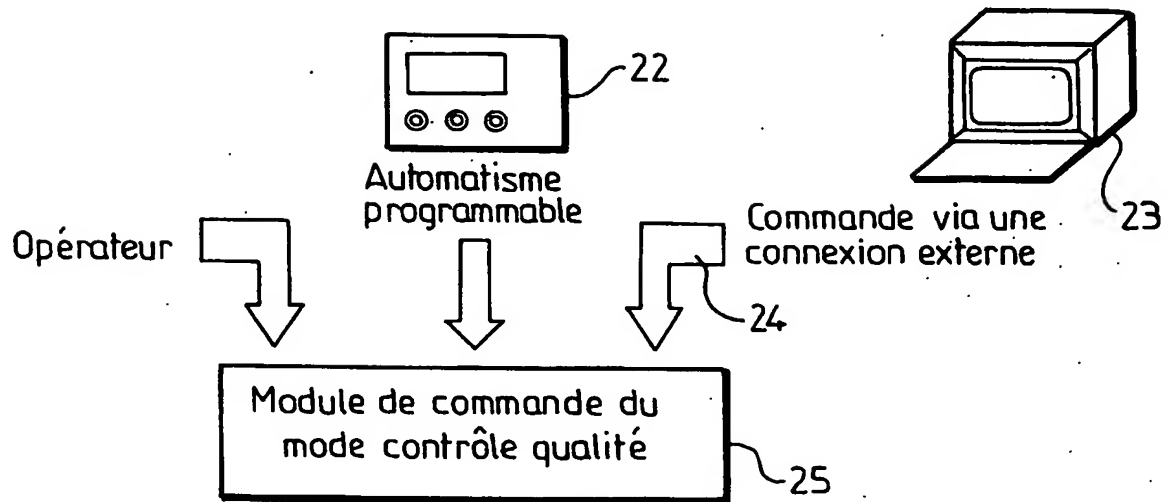 22
Automatisme
programmable
23
Opérateur
Commande via une
connexion externe
24
Module de commande du
mode contrôle qualité
25